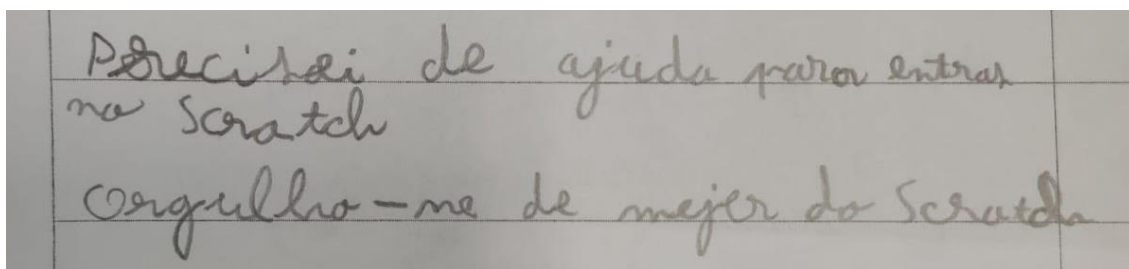 Precisei de ajuda para entrar
no Scratch
Orgulho-me de mejer do Scratch